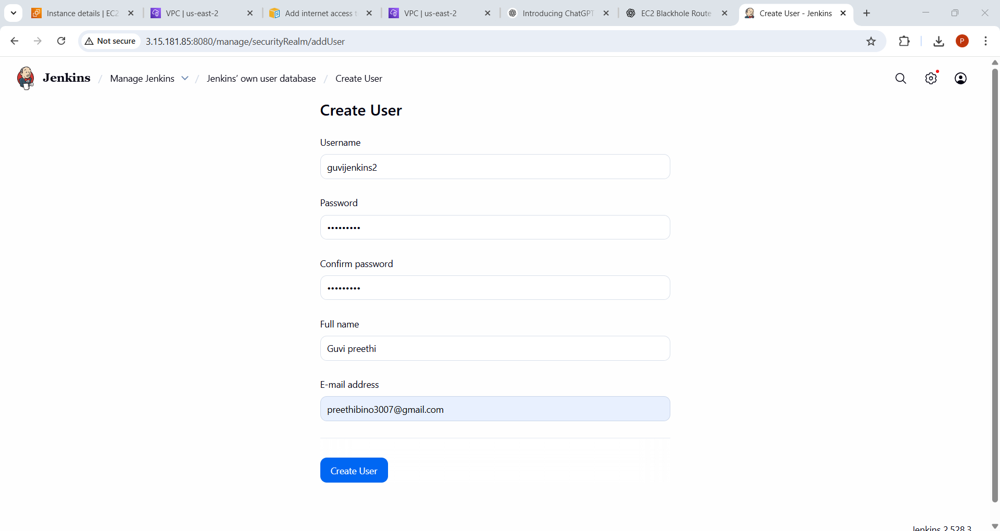 Instance details | EC2
VPC | us-east-2
Add internet access t
VPC | us-east-2
Introducing ChatGPT
EC2 Blackhole Route
Create User - Jenkins
Not secure
3.15.181.85:8080/manage/securityRealm/addUser
P
Jenkins / Manage Jenkins / Jenkins’ own user database / Create User
Create User
Username
guvijenkins2
Password
•••••••••
Confirm password
•••••••••
Full name
Guvi preethi
E-mail address
preethibino3007@gmail.com
Create User
Jenkins 2.528.3